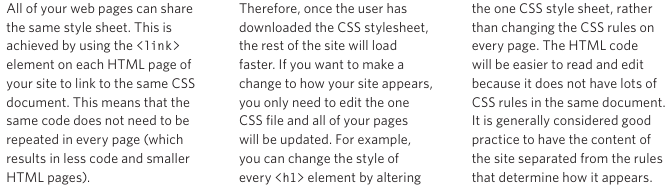 All of your web pages can share
the same style sheet. This is
achieved by using the <link>
element on each HTML page of
your site to link to the same CSS
document. This means that the
same code does not need to be
repeated in every page (which
results in less code and smaller
HTML pages).
Therefore, once the user has
downloaded the CSS stylesheet,
the rest of the site will load
faster. If you want to make a
change to how your site appears,
you only need to edit the one
CSS file and all of your pages
will be updated. For example,
you can change the style of
every <h1> element by altering
the one CSS style sheet, rather
than changing the CSS rules on
every page. The HTML code
will be easier to read and edit
because it does not have lots of
CSS rules in the same document.
It is generally considered good
practice to have the content of
the site separated from the rules
that determine how it appears.